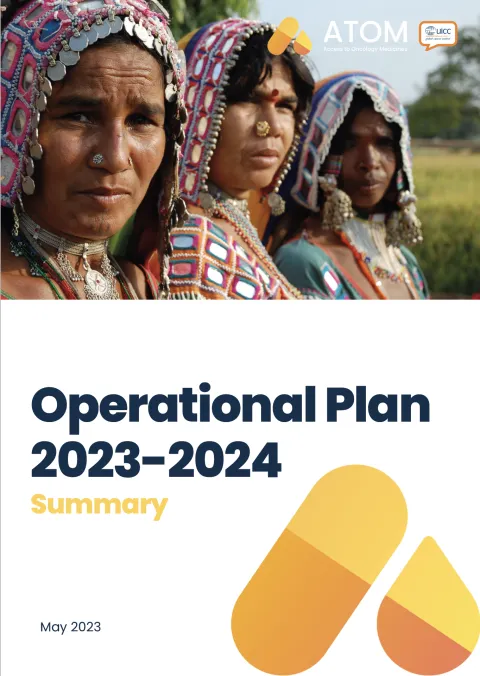 ATOM
Access to Oncology Medicines
UICC
Operational Plan
2023-2024
Summary
May 2023